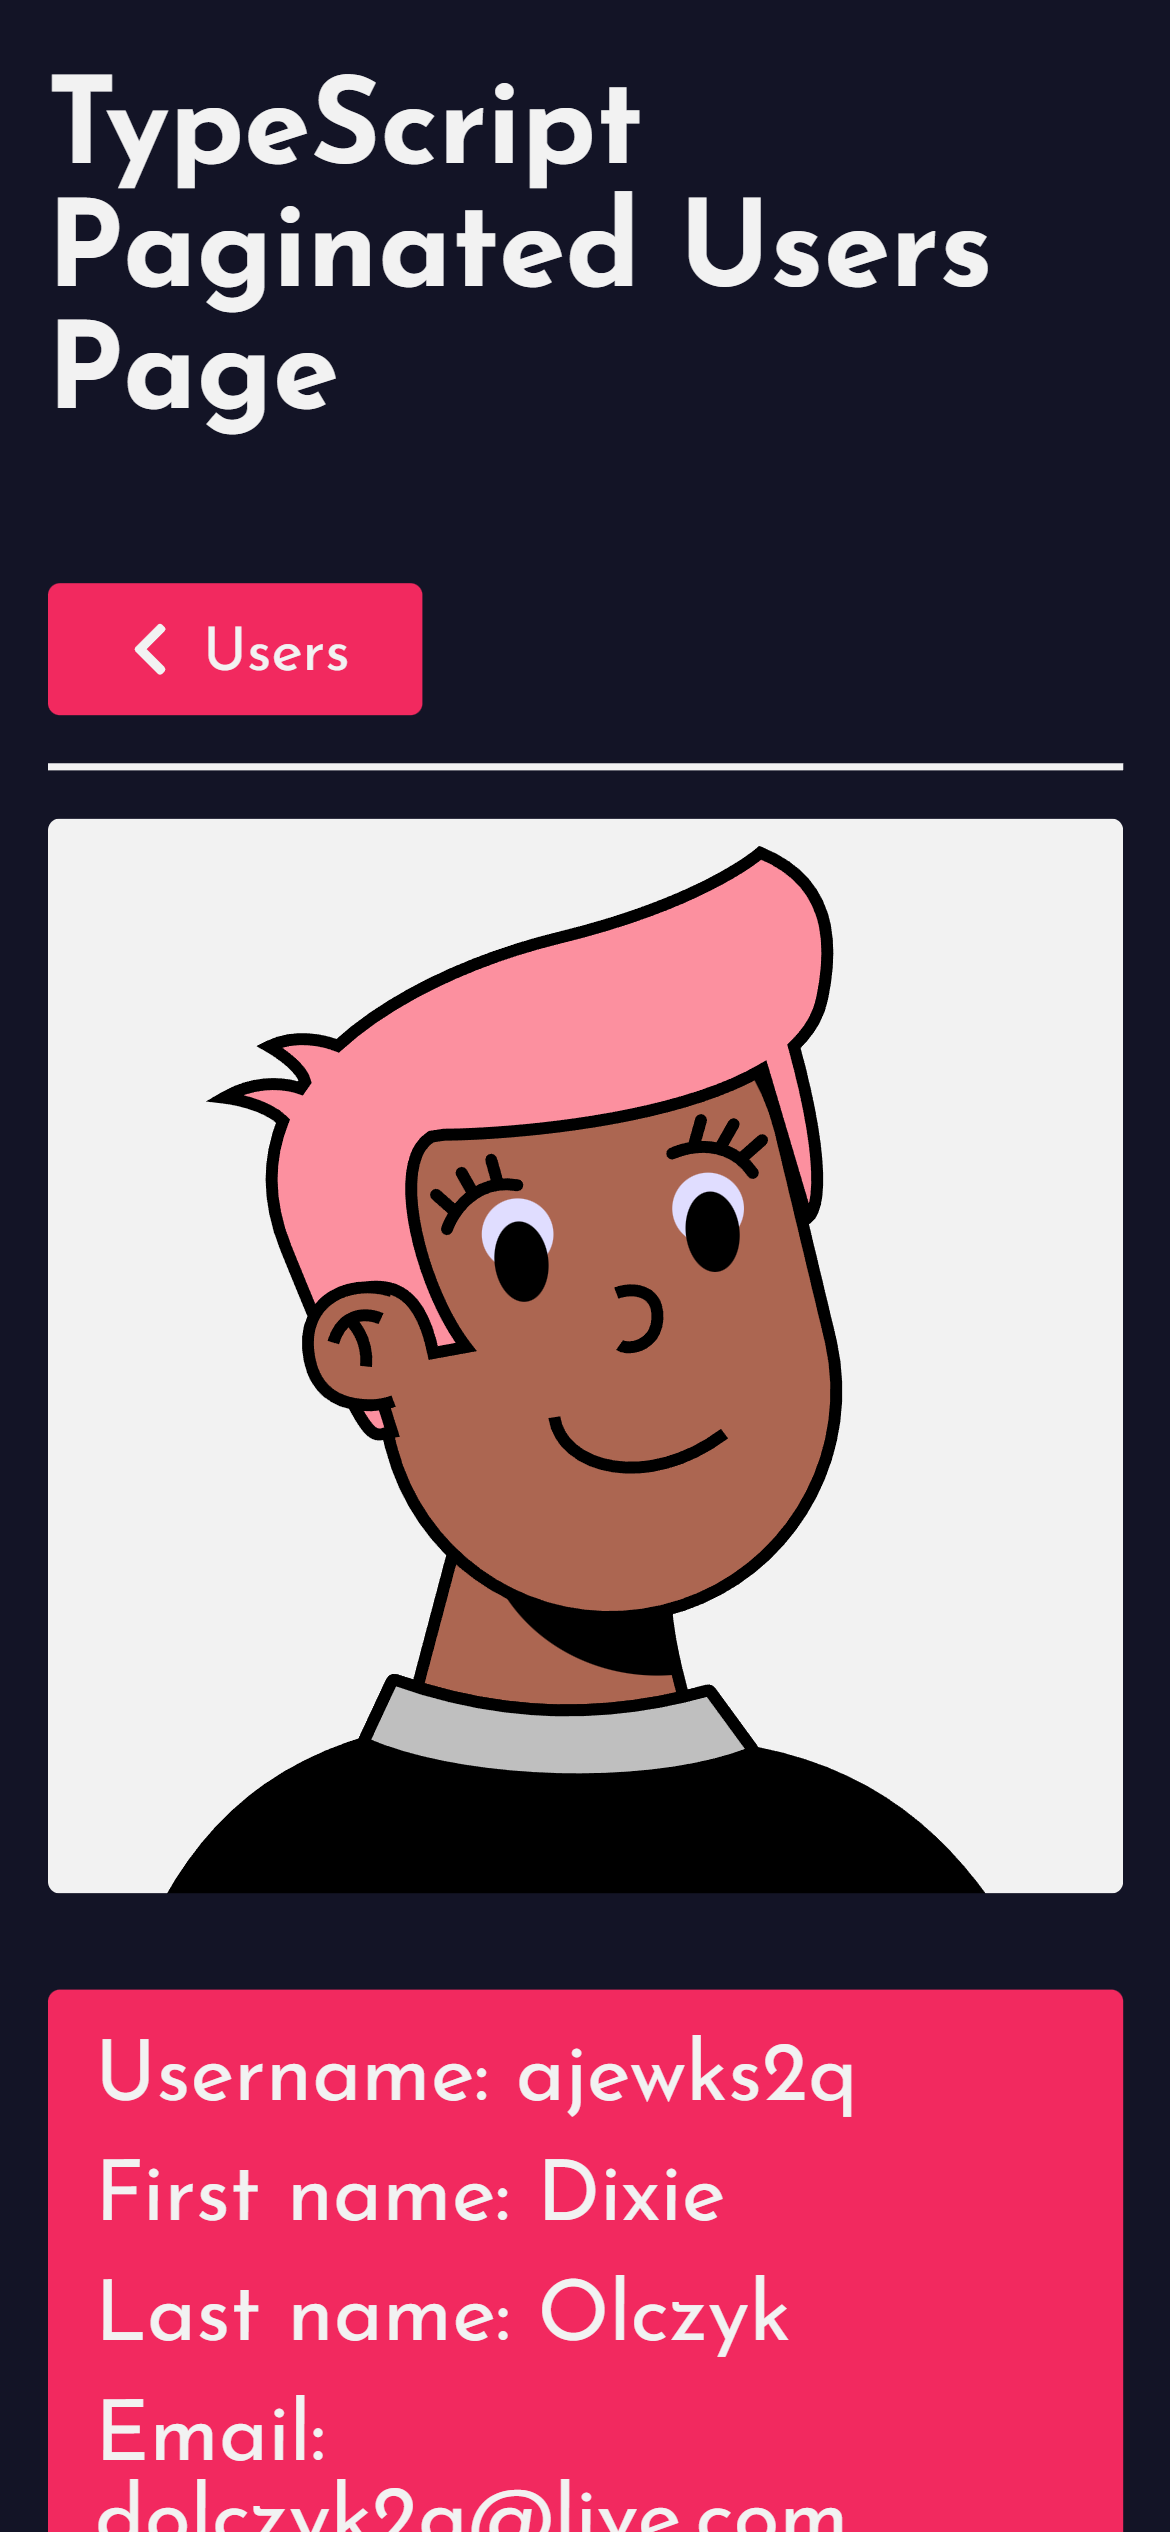 TypeScript
Paginated Users
Page
Users
Username: ajewks2q
First name: Dixie
Last name: Olczyk
Email:
dolczyk2q@live.com